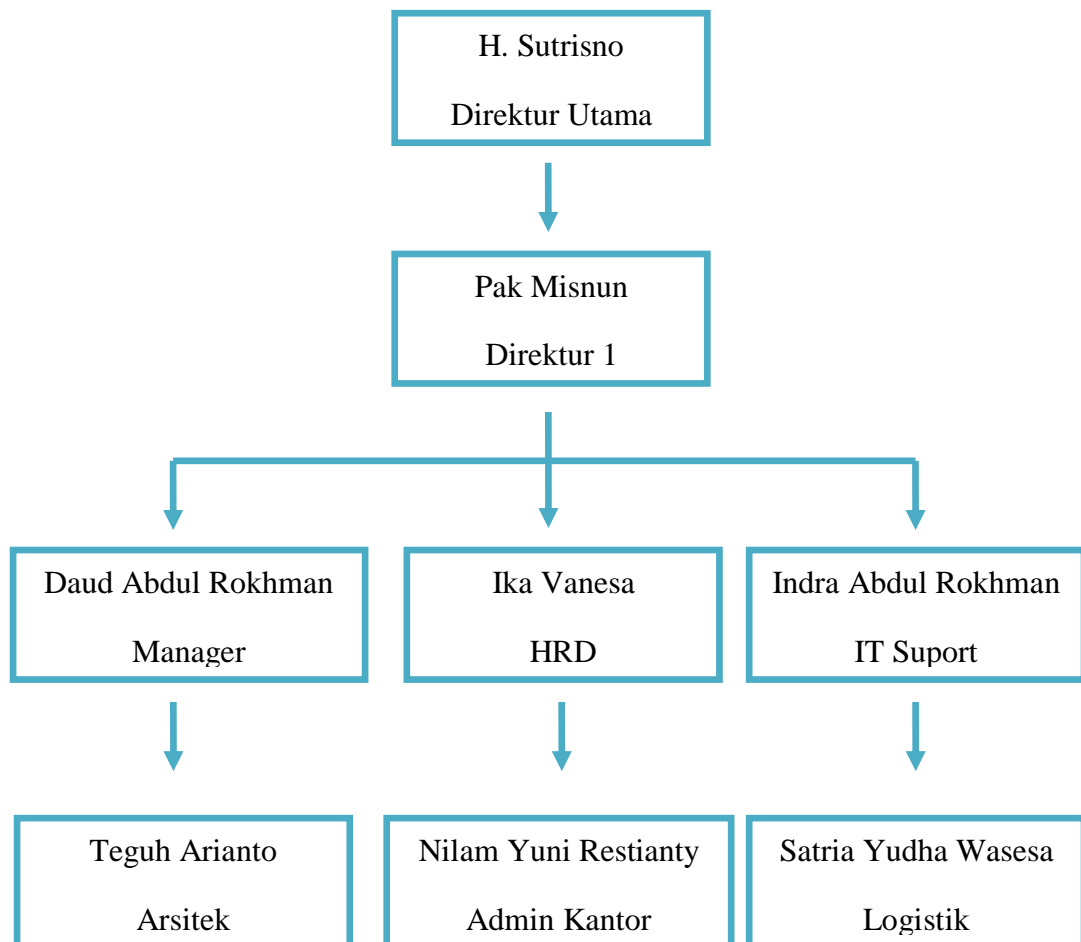 H. Sutrisno
Direktur Utama
Pak Misnun
Direktur 1
Daud Abdul Rokhman
Manager
Ika Vanesa
HRD
Indra Abdul Rokhman
IT Suport
Teguh Arianto
Arsitek
Nilam Yuni Restianty
Admin Kantor
Satria Yudha Wasesa
Logistik